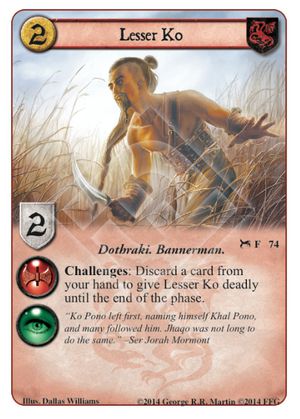 2
Lesser Ko
2
Dothraki. Bannerman.
F 74
Challenges: Discard a card from
your hand to give Lesser Ko deadly
until the end of the phase.
"Ko Pono left first, naming himself Khal Pono,
and many followed him. Jhaqo was not long to
do the same." –Ser Jorah Mormont
Illus. Dallas Williams
©2014 George R.R. Martin ©2014 FFG